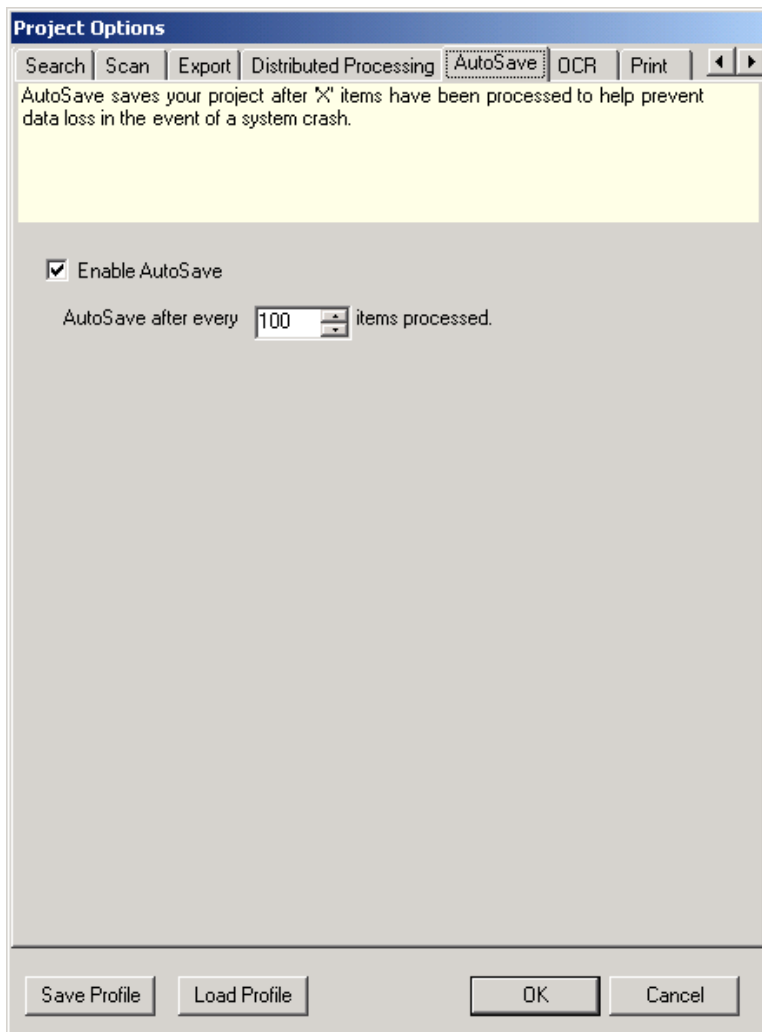 Project Options
Search Scan Export Distributed Processing AutoSave OCR Print
AutoSave saves your project after 'X' items have been processed to help prevent
data loss in the event of a system crash.
Enable AutoSave
AutoSave after every 100 items processed.
Save Profile Load Profile OK Cancel